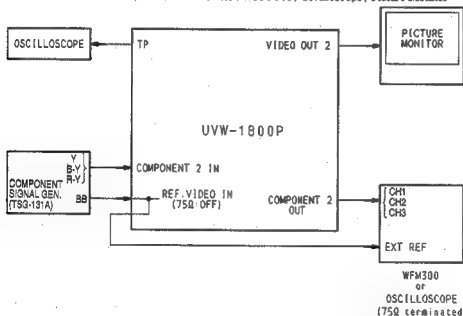 OSCILLOSCOPE
TP
VIDEO OUT 2
PICTURE
MONITOR
UVW-1800P
Y
B-Y
R-Y
COMPONENT
SIGNAL GEN.
(TSG-131A)
BB
COMPONENT 2 IN
REF.VIDEO IN
(75Ω:OFF)
COMPONENT 2
OUT
CH1
CH2
CH3
EXT REF
WFM300
or
OSCILLOSCOPE
(75Ω terminated